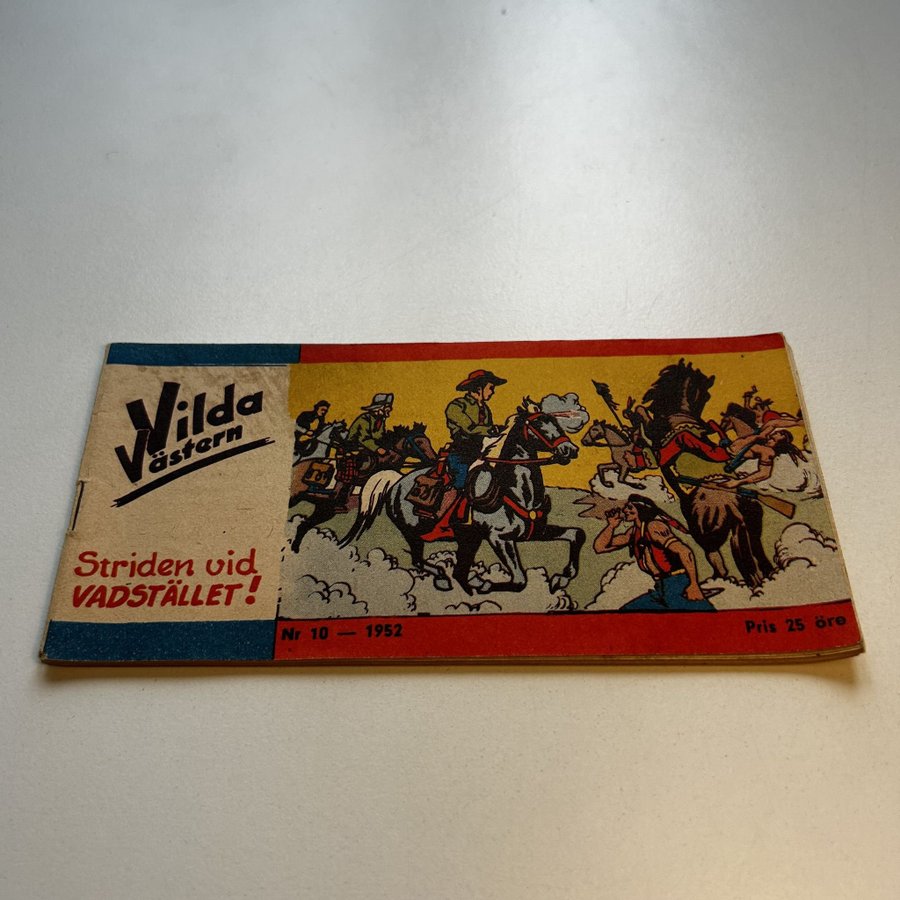 Vilda
Västern
Striden vid
VADSTÄLLET!
Nr 10 — 1952
Pris 25 öre